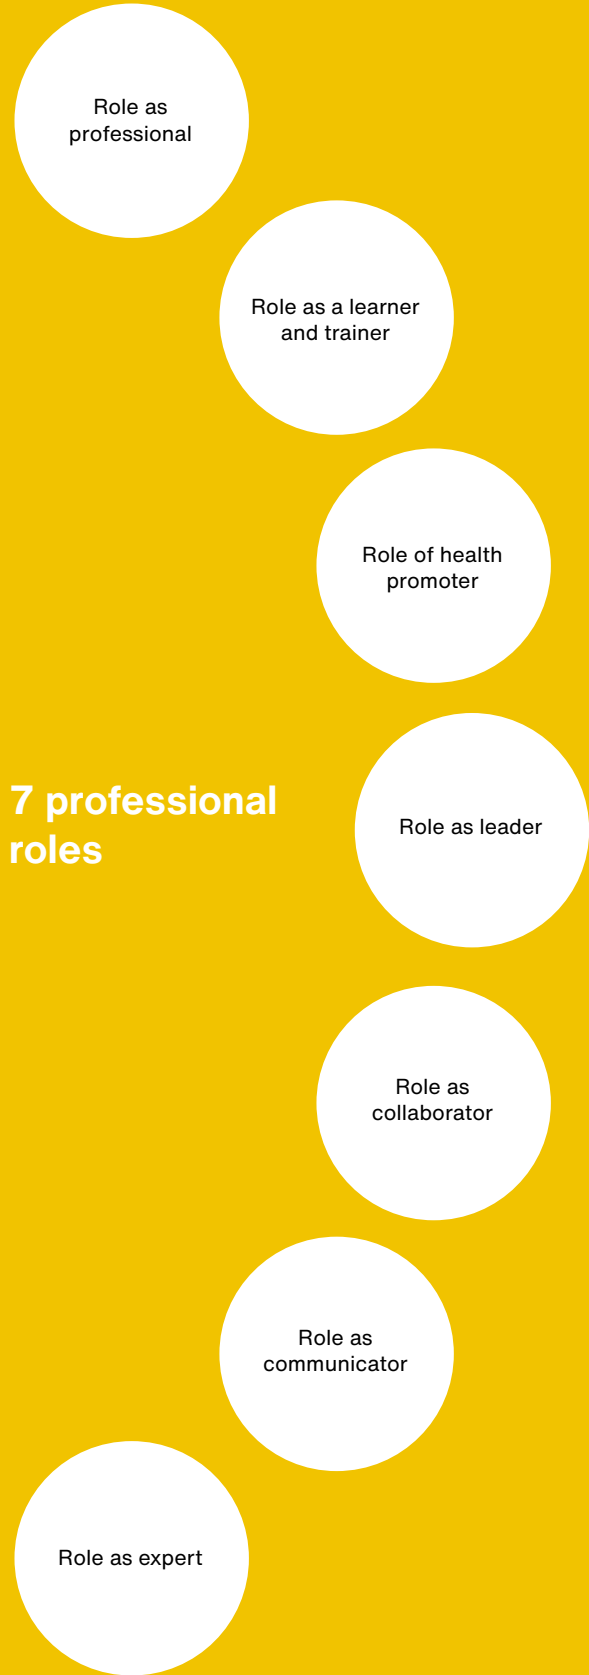 Role as
professional
Role as a learner
and trainer
Role of health
promoter
7 professional
roles
Role as leader
Role as
collaborator
Role as
communicator
Role as expert